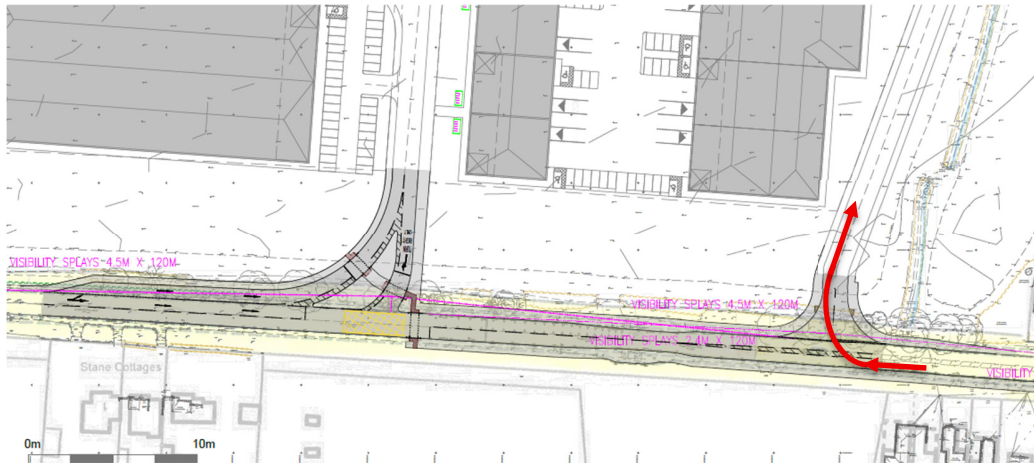 VISIBILITY SPLAYS 4.5M X 120M
VISIBILITY SPLAYS 4.5M X 120M
VISIBILITY SPLAYS 2.4M X 120M
VISIBILITY
Stane Cottages
0m 10m